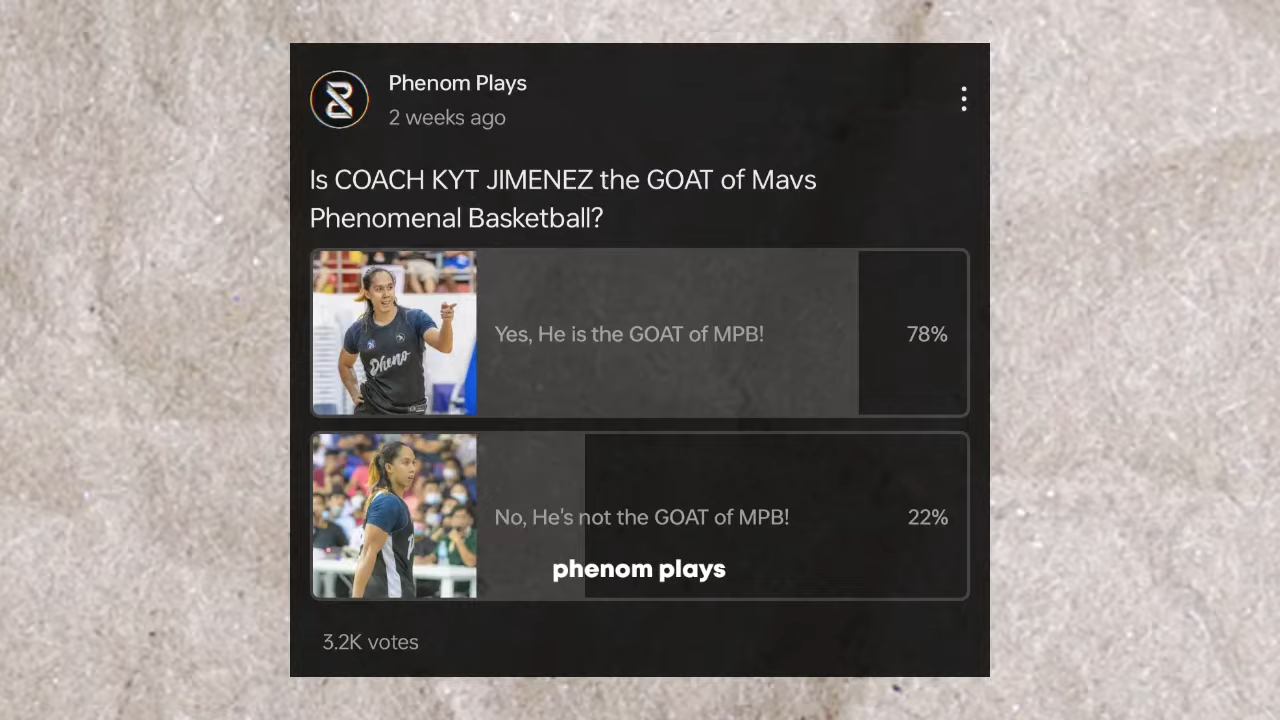 Phenom Plays
2 weeks ago
Is COACH KYT JIMENEZ the GOAT of Mavs
Phenomenal Basketball?
Pheno
Yes, He is the GOAT of MPB!
78%
No, He's not the GOAT of MPB!
22%
phenom plays
3.2K votes